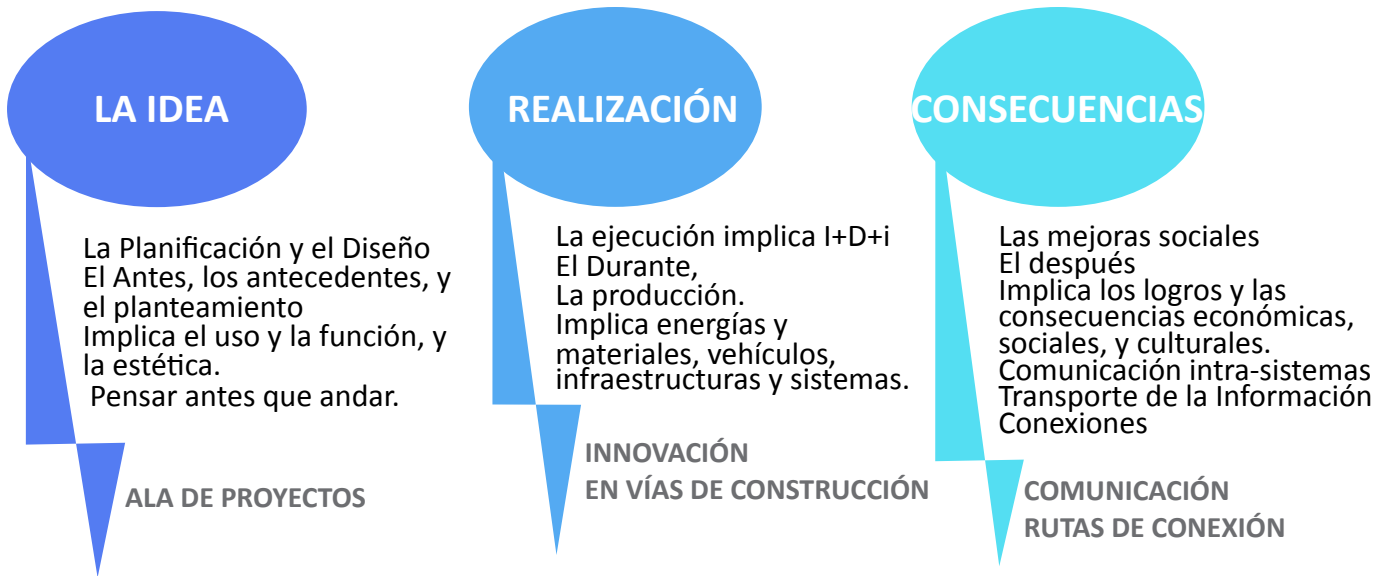 LA IDEA
La Planificación y el Diseño
El Antes, los antecedentes, y
el planteamiento
Implica el uso y la función, y
la estética.
Pensar antes que andar.
ALA DE PROYECTOS
REALIZACIÓN
La ejecución implica I+D+i
El Durante,
La producción.
Implica energías y
materiales, vehículos,
infraestructuras y sistemas.
INNOVACIÓN
EN VÍAS DE CONSTRUCCIÓN
CONSECUENCIAS
Las mejoras sociales
El después
Implica los logros y las
consecuencias económicas,
sociales, y culturales.
Comunicación intra-sistemas
Transporte de la Información
Conexiones
COMUNICACIÓN
RUTAS DE CONEXIÓN